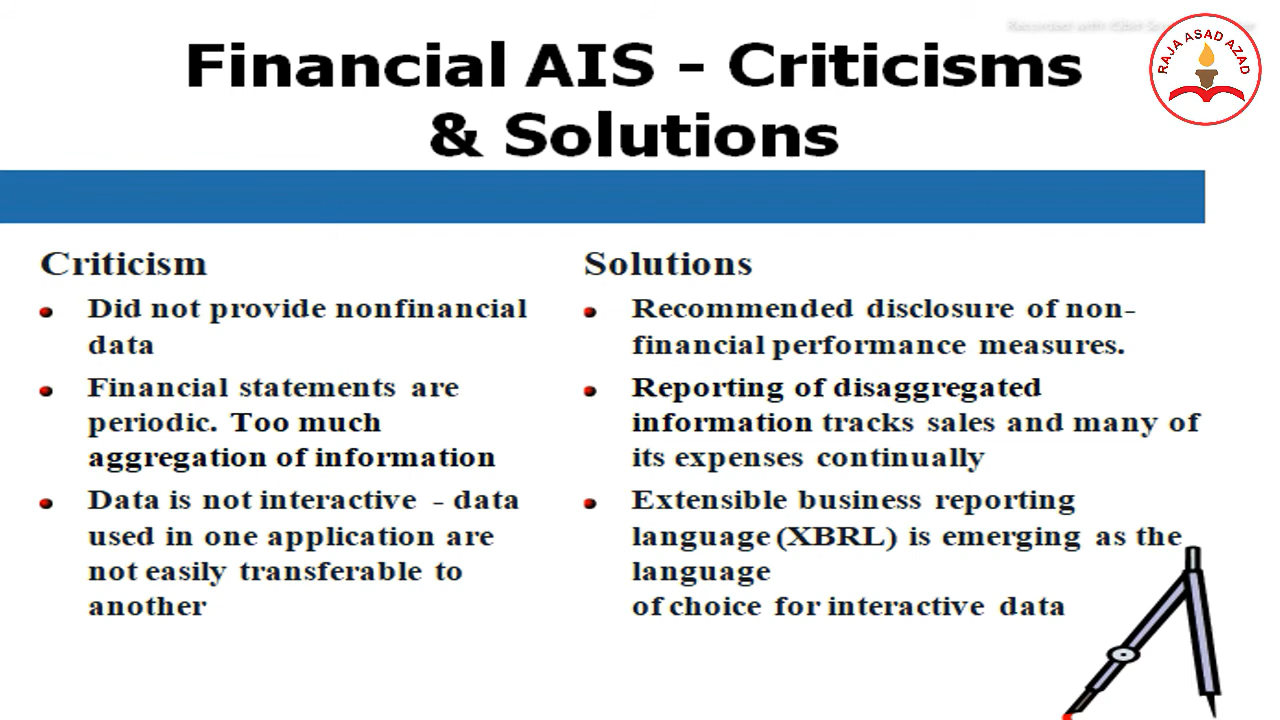 Recorded with
RAJA ASAD AZAD
Financial AIS - Criticisms
& Solutions
Criticism
• Did not provide nonfinancial
data
• Financial statements are
periodic. Too much
aggregation of information
• Data is not interactive - data
used in one application are
not easily transferable to
another
Solutions
• Recommended disclosure of non-
financial performance measures.
• Reporting of disaggregated
information tracks sales and many of
its expenses continually
• Extensible business reporting
language (XBRL) is emerging as the
language
of choice for interactive data